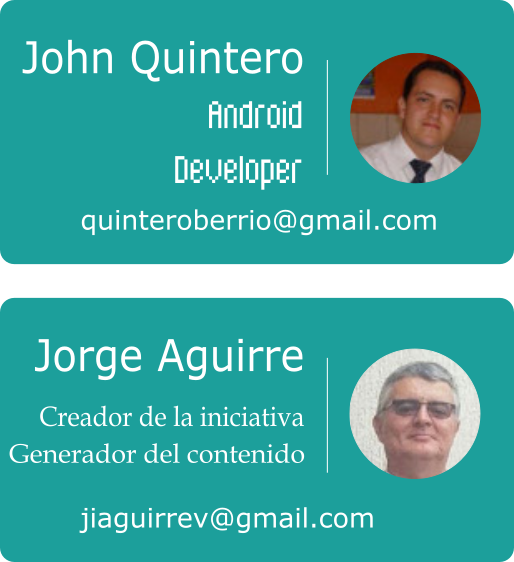 John Quintero
Android
Developer
quinteroberrio@gmail.com
Jorge Aguirre
Creador de la iniciativa
Generador del contenido
jiaguirrev@gmail.com